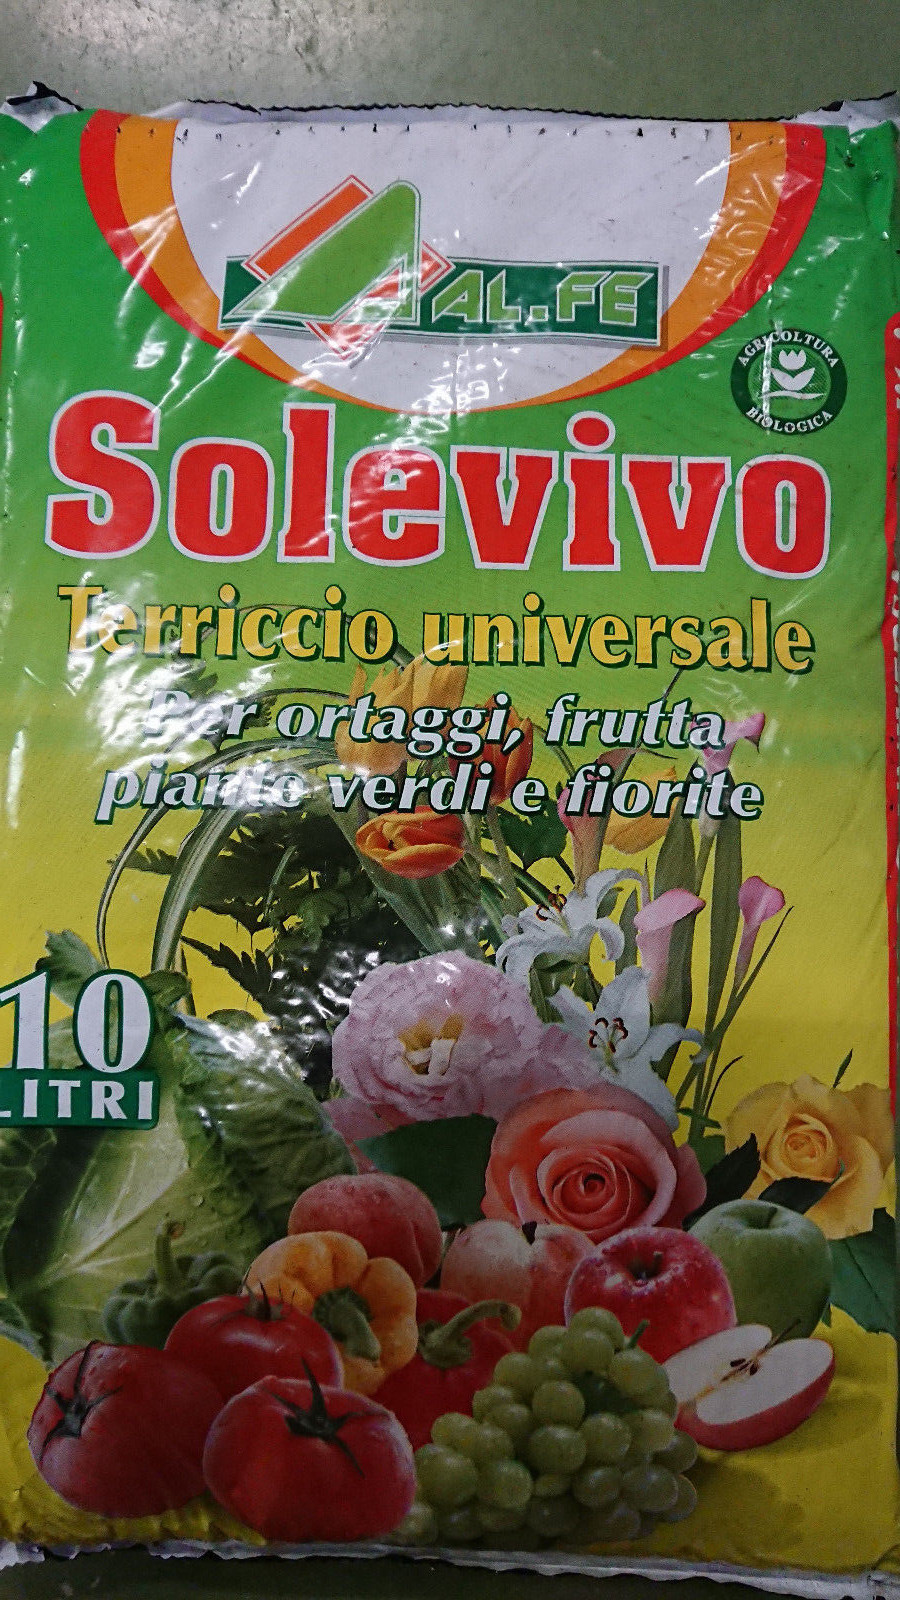 AL.FE
AGRICOLTURA
BIOLOGICA
Solevivo
Terriccio universale
Per ortaggi, frutta
piante verdi e fiorite
10
LITRI